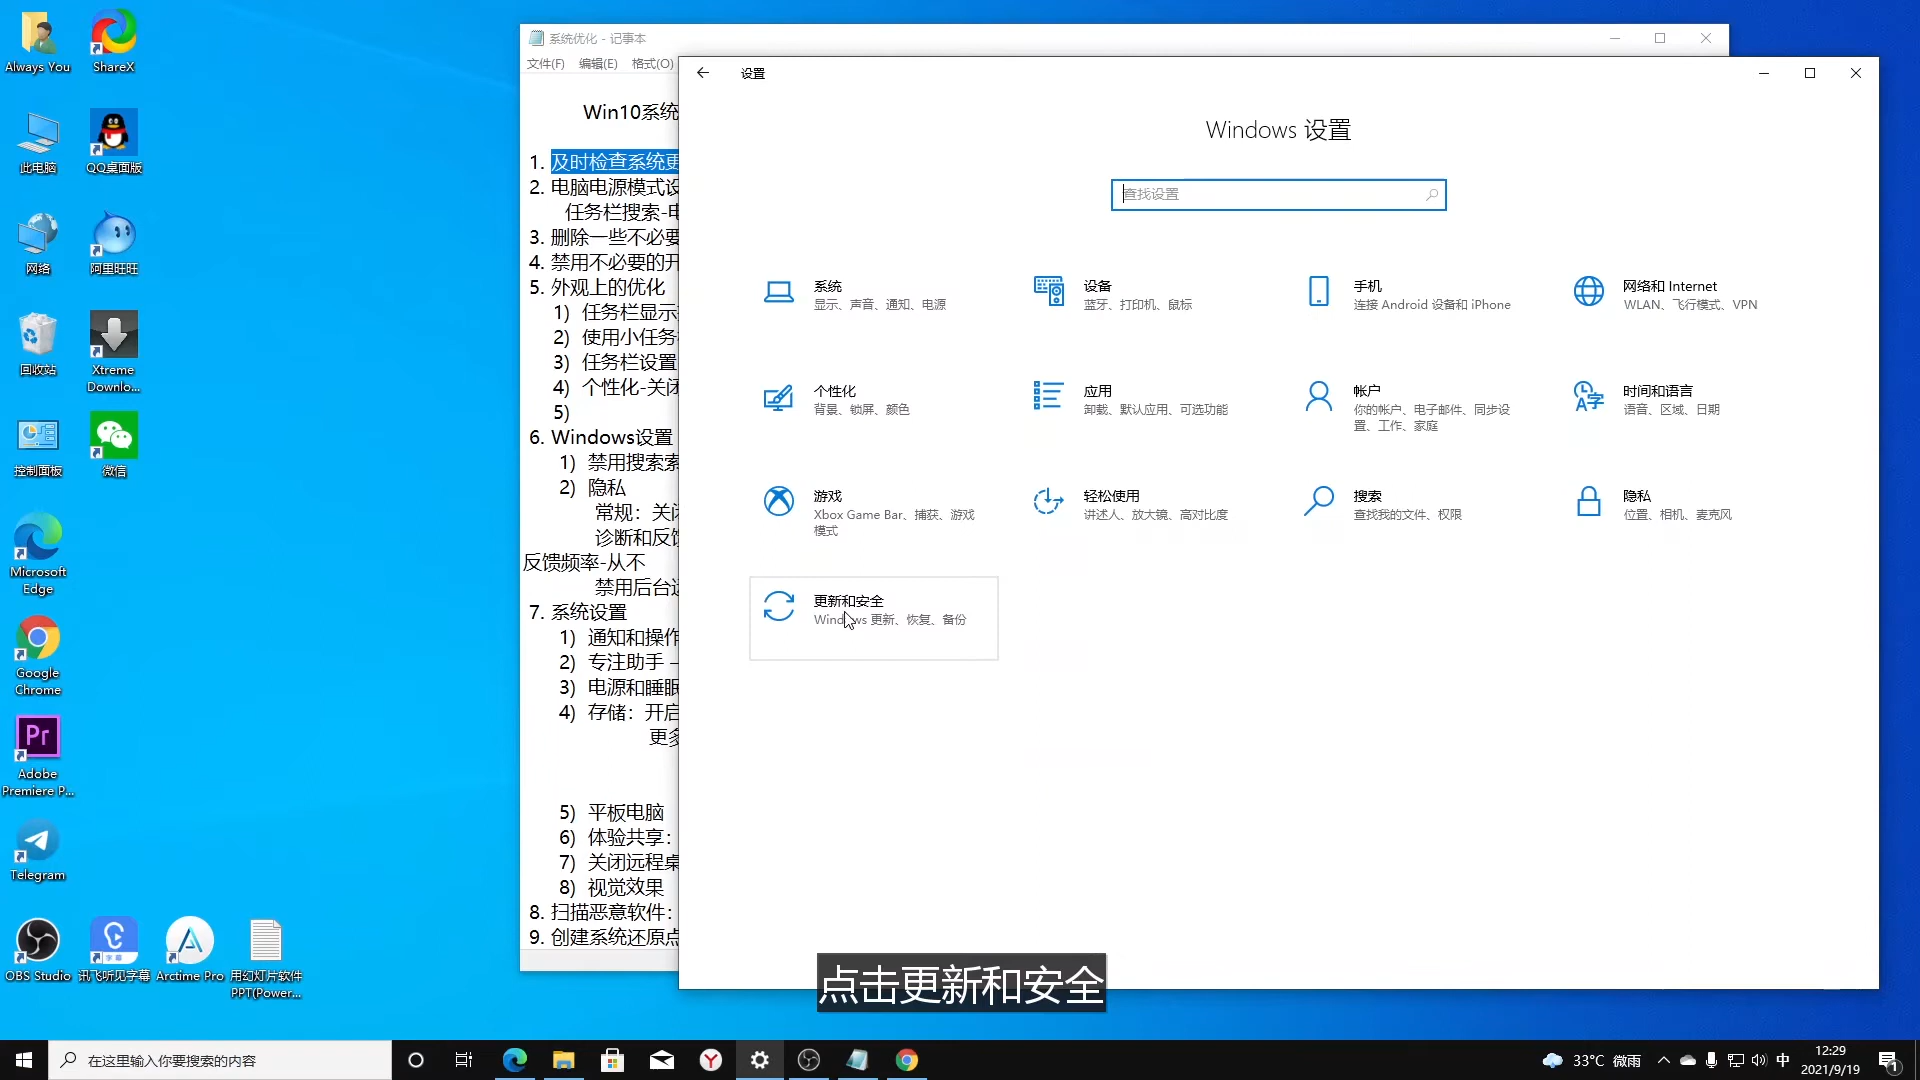 Always You
ShareX
此电脑
QQ桌面版
网络
阿里旺旺
回收站
Xtreme
Downlo...
控制面板
微信
Microsoft
Edge
Google
Chrome
Pr
Adobe
Premiere P...
Telegram
OBS Studio
字幕
讯飞听见字幕
Arctime Pro
用幻灯片软件
PPT(Power...
系统优化 - 记事本
文件(F) 编辑(E) 格式(O)
Win10系统
1. 及时检查系统更
2. 电脑电源模式设
任务栏搜索-电
3. 删除一些不必要
4. 禁用不必要的开
5. 外观上的优化
1) 任务栏显示
2) 使用小任务
3) 任务栏设置
4) 个性化-关闭
5)
6. Windows设置
1) 禁用搜索索
2) 隐私
常规：关闭
诊断和反馈
反馈频率-从不
禁用后台运
7. 系统设置
1) 通知和操作
2) 专注助手
3) 电源和睡眠
4) 存储：开启
更多
5) 平板电脑
6) 体验共享：
7) 关闭远程桌
8) 视觉效果
8. 扫描恶意软件：
9. 创建系统还原点
设置
Windows 设置
查找设置
系统
显示、声音、通知、电源
设备
蓝牙、打印机、鼠标
手机
连接 Android 设备和 iPhone
网络和 Internet
WLAN、飞行模式、VPN
个性化
背景、锁屏、颜色
应用
卸载、默认应用、可选功能
帐户
你的帐户、电子邮件、同步设
置、工作、家庭
时间和语言
语音、区域、日期
游戏
Xbox Game Bar、捕获、游戏
模式
轻松使用
讲述人、放大镜、高对比度
搜索
查找我的文件、权限
隐私
位置、相机、麦克风
更新和安全
Windows 更新、恢复、备份
点击更新和安全
在这里输入你要搜索的内容
33°C 微雨
中
12:29
2021/9/19
1